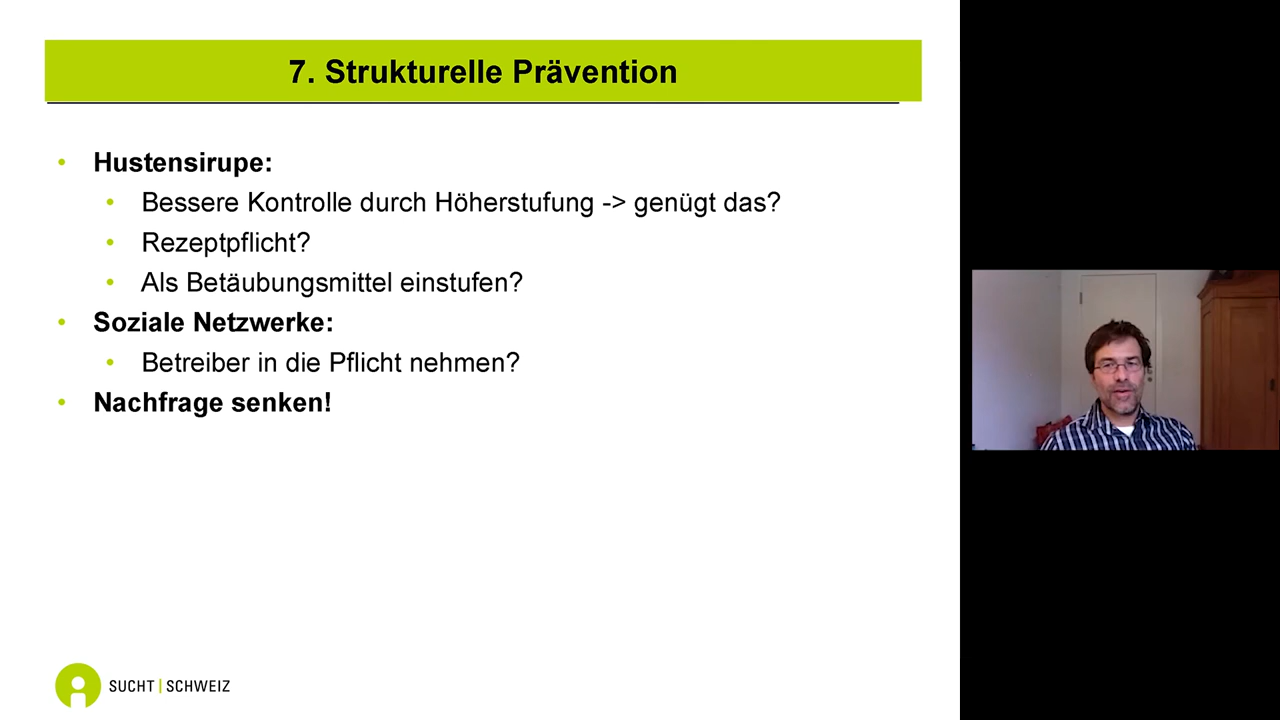 7. Strukturelle Prävention
• Hustensirupe:
• Bessere Kontrolle durch Höherstufung -> genügt das?
• Rezeptpflicht?
• Als Betäubungsmittel einstufen?
• Soziale Netzwerke:
• Betreiber in die Pflicht nehmen?
• Nachfrage senken!
SUCHT | SCHWEIZ